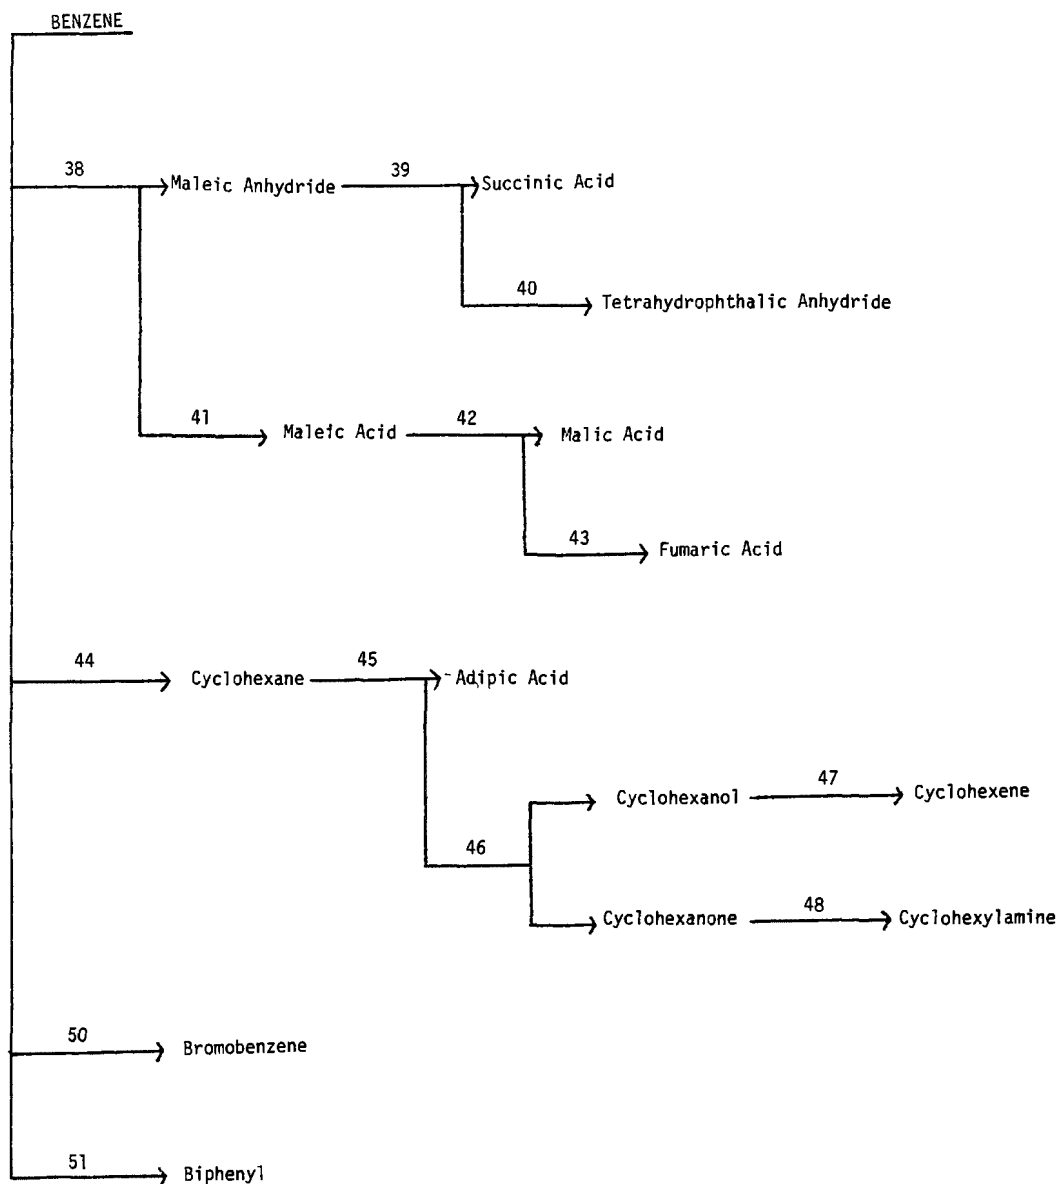 BENZENE
38
Maleic Anhydride
39
Succinic Acid
40
Tetrahydrophthalic Anhydride
41
Maleic Acid
42
Malic Acid
43
Fumaric Acid
44
Cyclohexane
45
Adipic Acid
46
Cyclohexanol
47
Cyclohexene
Cyclohexanone
48
Cyclohexylamine
50
Bromobenzene
51
Biphenyl